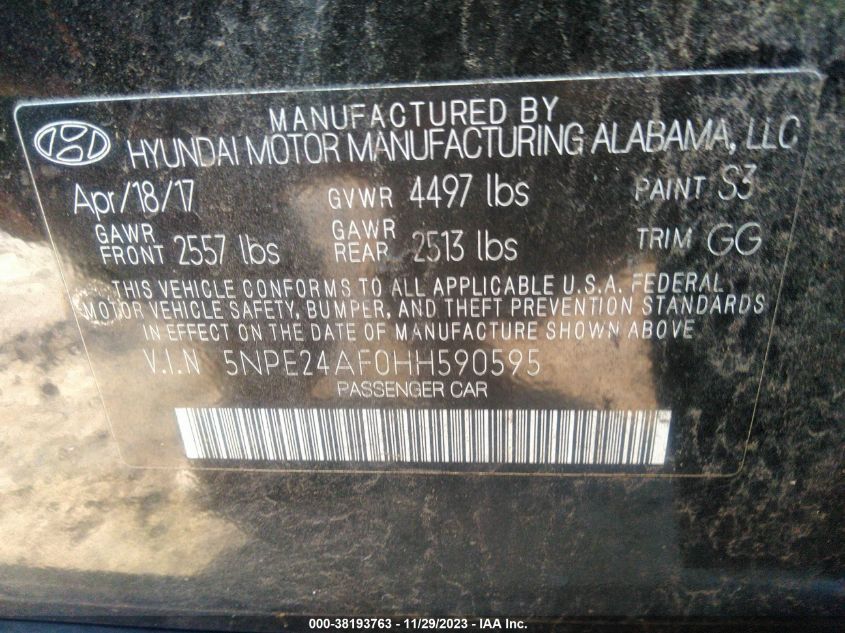 MANUFACTURED BY
HYUNDAI MOTOR MANUFACTURING ALABAMA, LLC
Apr/18/17 GVWR 4497 lbs PAINT S3
GAWR FRONT 2557 lbs GAWR REAR 2513 lbs TRIM GG
THIS VEHICLE CONFORMS TO ALL APPLICABLE U.S.A. FEDERAL
MOTOR VEHICLE SAFETY, BUMPER, AND THEFT PREVENTION STANDARDS
IN EFFECT ON THE DATE OF MANUFACTURE SHOWN ABOVE
V.I.N 5NPE24AF0HH590595
PASSENGER CAR
000-38193763 - 11/29/2023 - IAA Inc.